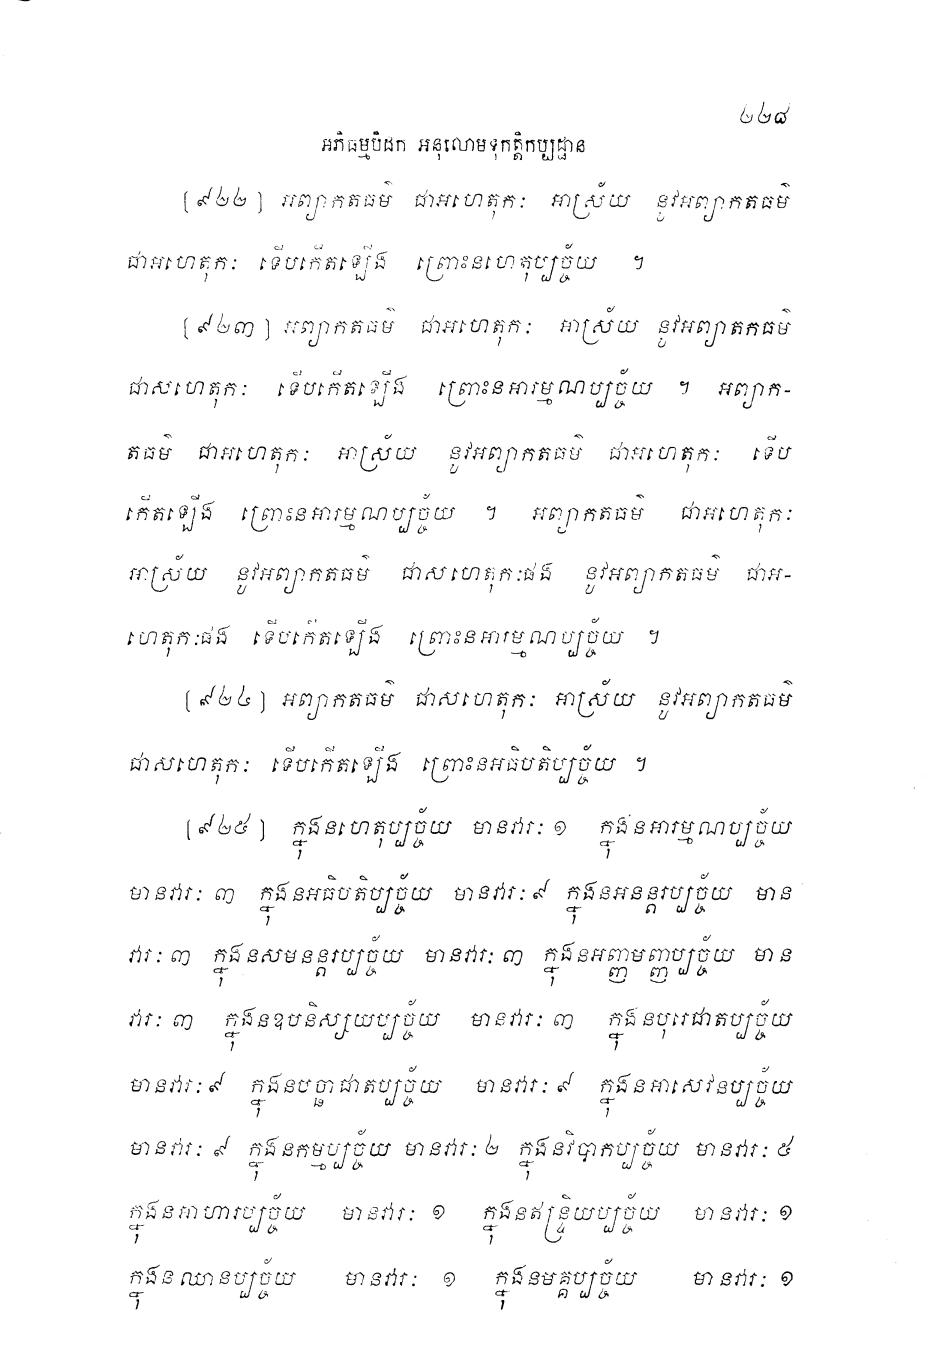 ២២៨
អភិធម្មបិដក អនុលោមទុកត្តិកប្បដ្ឋាន
[៩២២] អព្យាកតធម៌ ជាអហេតុកៈ អាស្រ័យ នូវអព្យាកតធម៌
ជាអហេតុកៈ ទើបកើតឡើង ព្រោះនហេតុប្បច្ច័យ ។
[៩២៣] អព្យាកតធម៌ ជាអហេតុកៈ អាស្រ័យ នូវអព្យាតកធម៌
ជាសហេតុកៈ ទើបកើតឡើង ព្រោះនអារម្មណប្បច្ច័យ ។ អព្យាក-
តធម៌ ជាអហេតុកៈ អាស្រ័យ នូវអព្យាកតធម៌ ជាអហេតុកៈ ទើប
កើតឡើង ព្រោះនអារម្មណប្បច្ច័យ ។ អព្យាកតធម៌ ជាអហេតុកៈ
អាស្រ័យ នូវអព្យាកតធម៌ ជាសហេតុកៈផង នូវអព្យាកតធម៌ ជាអ-
ហេតុកៈផង ទើបកើតឡើង ព្រោះនអារម្មណប្បច្ច័យ ។
[៩២៤] អព្យាកតធម៌ ជាសហេតុកៈ អាស្រ័យ នូវអព្យាកតធម៌
ជាសហេតុកៈ ទើបកើតឡើង ព្រោះនអធិបតិប្បច្ច័យ ។
[៩២៥] ក្នុងនហេតុប្បច្ច័យ មានវារៈ ១ ក្នុងនអារម្មណប្បច្ច័យ
មានវារៈ ៣ ក្នុងនអធិបតិប្បច្ច័យ មានវារៈ ៩ ក្នុងនអនន្តរប្បច្ច័យ មាន
វារៈ ៣ ក្នុងនសមនន្តរប្បច្ច័យ មានវារៈ ៣ ក្នុងនអញ្ញមញ្ញប្បច្ច័យ មាន
វារៈ ៣ ក្នុងនឧបនិស្សយប្បច្ច័យ មានវារៈ ៣ ក្នុងនបុរេជាតប្បច្ច័យ
មានវារៈ ៩ ក្នុងនបច្ឆាជាតប្បច្ច័យ មានវារៈ ៩ ក្នុងនអាសេវនប្បច្ច័យ
មានវារៈ ៩ ក្នុងនកម្មប្បច្ច័យ មានវារៈ ២ ក្នុងនវិបាកប្បច្ច័យ មានវារៈ ៥
ក្នុងនអាហារប្បច្ច័យ មានវារៈ ១ ក្នុងនឥន្ទ្រិយប្បច្ច័យ មានវារៈ ១
ក្នុងនឈានប្បច្ច័យ មានវារៈ ១ ក្នុងនមគ្គប្បច្ច័យ មានវារៈ ១